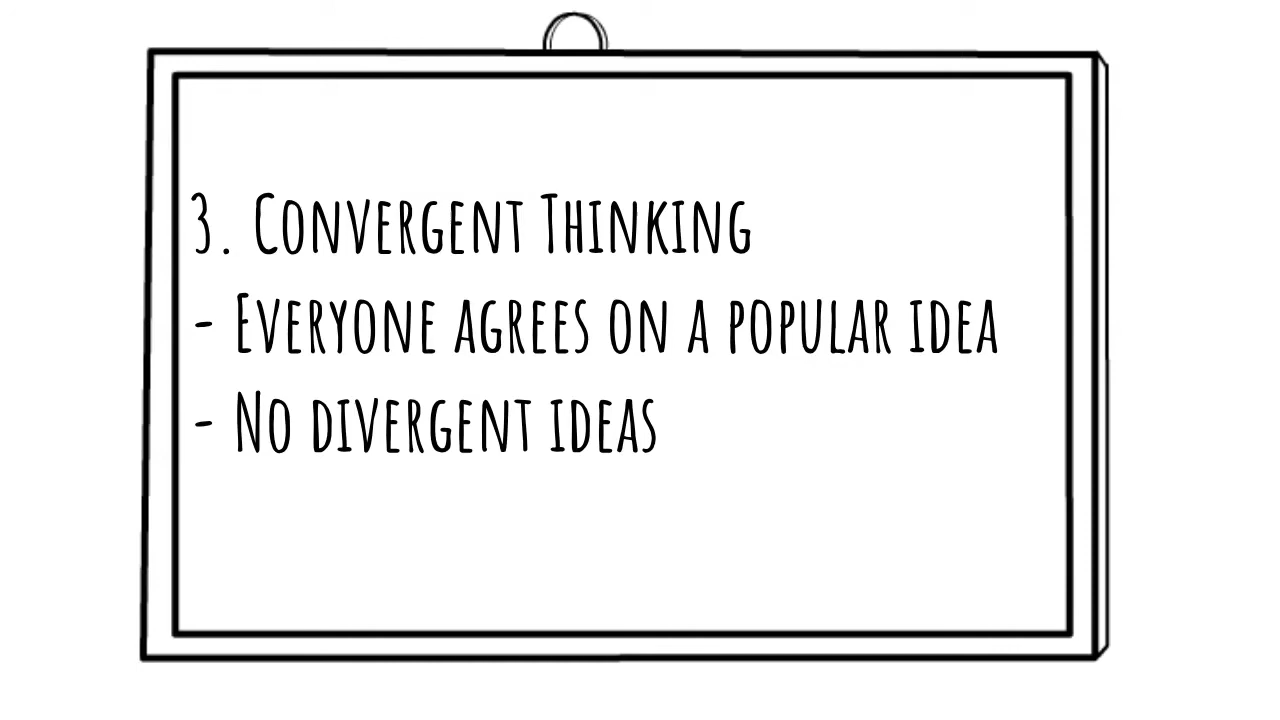 3. Convergent Thinking
- Everyone agrees on a popular idea
- No divergent ideas